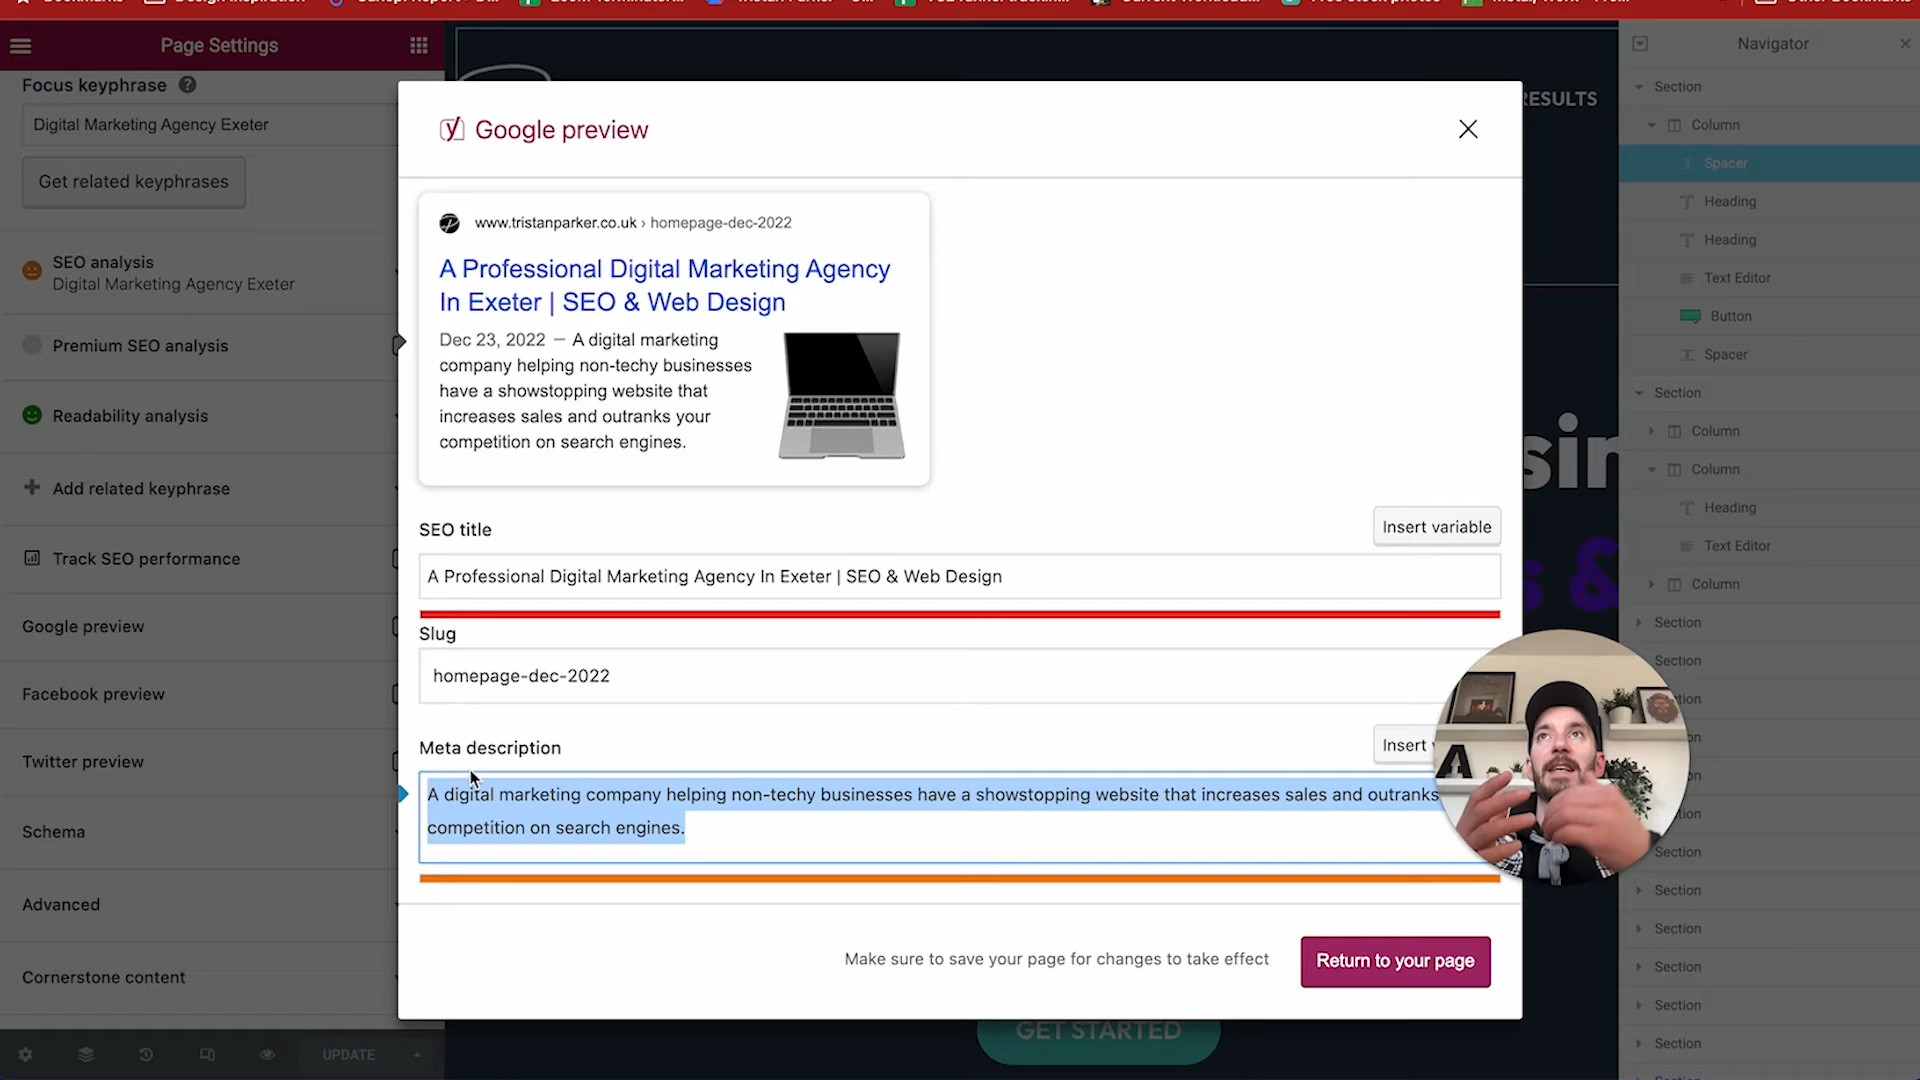 Bookmarks
Page Settings
Focus keyphrase
Digital Marketing Agency Exeter
Get related keyphrases
SEO analysis
Digital Marketing Agency Exeter
Premium SEO analysis
Readability analysis
Add related keyphrase
Track SEO performance
Google preview
Facebook preview
Twitter preview
Schema
Advanced
Cornerstone content
UPDATE
Google preview
www.tristanparker.co.uk › homepage-dec-2022
A Professional Digital Marketing Agency
In Exeter | SEO & Web Design
Dec 23, 2022 — A digital marketing
company helping non-techy businesses
have a showstopping website that
increases sales and outranks your
competition on search engines.
SEO title
Insert variable
A Professional Digital Marketing Agency In Exeter | SEO & Web Design
Slug
homepage-dec-2022
Meta description
Insert
A digital marketing company helping non-techy businesses have a showstopping website that increases sales and outranks
competition on search engines.
Make sure to save your page for changes to take effect
Return to your page
RESULTS
GET STARTED
Navigator
Section
Column
Spacer
Heading
Heading
Text Editor
Button
Spacer
Section
Column
Column
Heading
Text Editor
Column
Section
Section
Section
Section
Section
Section
Section
Section
Section